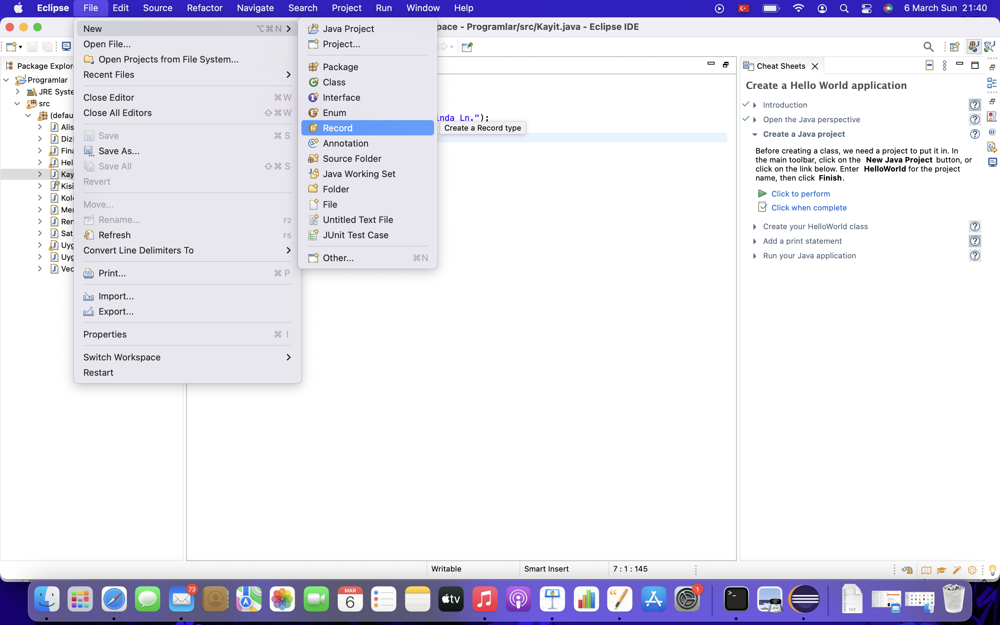 Eclipse File Edit Source Refactor Navigate Search Project Run Window Help 6 March Sun 21:40
pace - Programlar/src/Kayit.java - Eclipse IDE
Package Explor
Programlar
JRE Syste
src
(defau
Alis
Dizi
Fina
Hel
Kay
Kisi
Kol
Mer
Ren
Sat
Uyg
Uyg
Vec
New ⌥⌘N
Open File...
Open Projects from File System...
Recent Files
Close Editor ⌘W
Close All Editors ⇧⌘W
Save ⌘S
Save As...
Save All ⇧⌘S
Revert
Move...
Rename... F2
Refresh F5
Convert Line Delimiters To
Print... ⌘P
Import...
Export...
Properties ⌘I
Switch Workspace
Restart
Java Project
Project...
Package
Class
Interface
Enum
Record
Annotation
Source Folder
Java Working Set
Folder
File
Untitled Text File
JUnit Test Case
Other... ⌘N
inda Ln.");
Create a Record type
Cheat Sheets
Create a Hello World application
Introduction
Open the Java perspective
Create a Java project
Before creating a class, we need a project to put it in. In
the main toolbar, click on the New Java Project button, or
click on the link below. Enter HelloWorld for the project
name, then click Finish.
Click to perform
Click when complete
Create your HelloWorld class
Add a print statement
Run your Java application
Writable Smart Insert 7 : 1 : 145
73
MAR
6
tv
1
>_
TXT